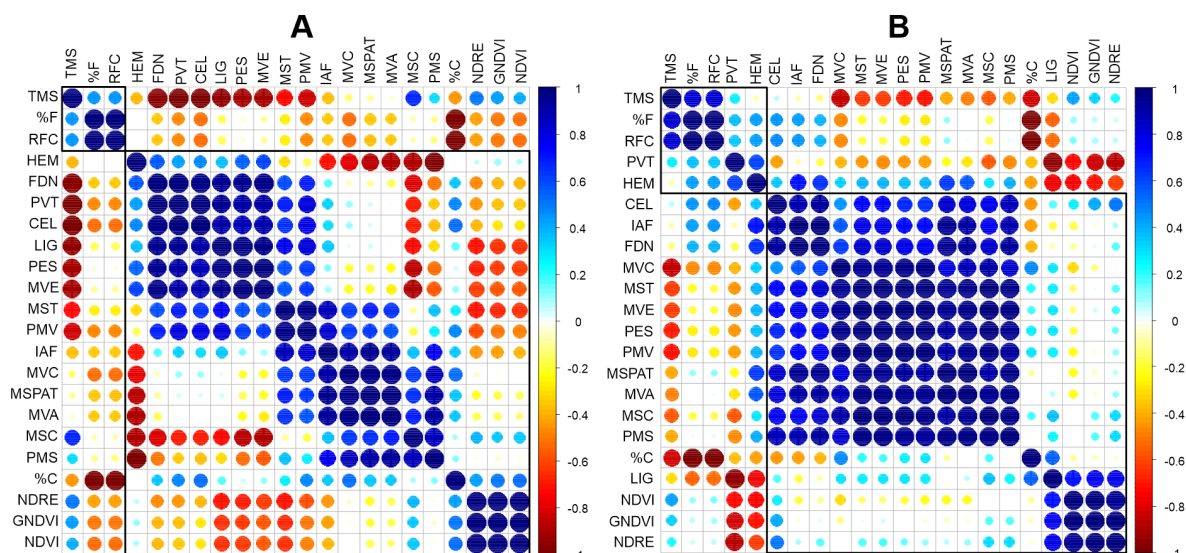 A
TMS %F RFC HEM FDN PVT CEL LIG PES MVE MST PMV IAF MVC MSPAT MVA MSC PMS %C NDRE GNDVI NDVI
TMS
%F
RFC
HEM
FDN
PVT
CEL
LIG
PES
MVE
MST
PMV
IAF
MVC
MSPAT
MVA
MSC
PMS
%C
NDRE
GNDVI
NDVI
1
0.8
0.6
0.4
0.2
0
-0.2
-0.4
-0.6
-0.8
B
TMS %F RFC PVT HEM CEL IAF FDN MVC MST MVE PES PMV MSPAT MVA MSC PMS %C LIG NDVI GNDVI NDRE
TMS
%F
RFC
PVT
HEM
CEL
IAF
FDN
MVC
MST
MVE
PES
PMV
MSPAT
MVA
MSC
PMS
%C
LIG
NDVI
GNDVI
NDRE
1
0.8
0.6
0.4
0.2
0
-0.2
-0.4
-0.6
-0.8